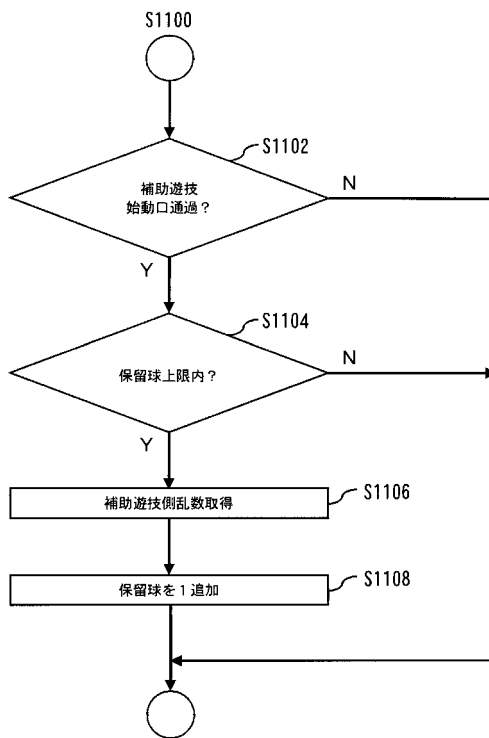 S1100
S1102
補助遊技
始動口通過？
N
Y
S1104
保留球上限内？
N
Y
S1106
補助遊技側乱数取得
S1108
保留球を１追加